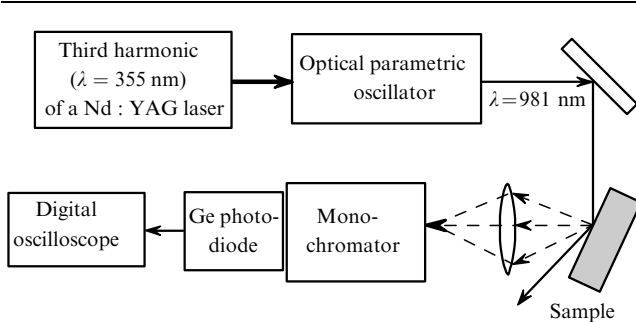 Third harmonic
(λ = 355 nm)
of a Nd : YAG laser
Optical parametric
oscillator
λ=981 nm
Digital
oscilloscope
Ge photo-
diode
Mono-
chromator
Sample